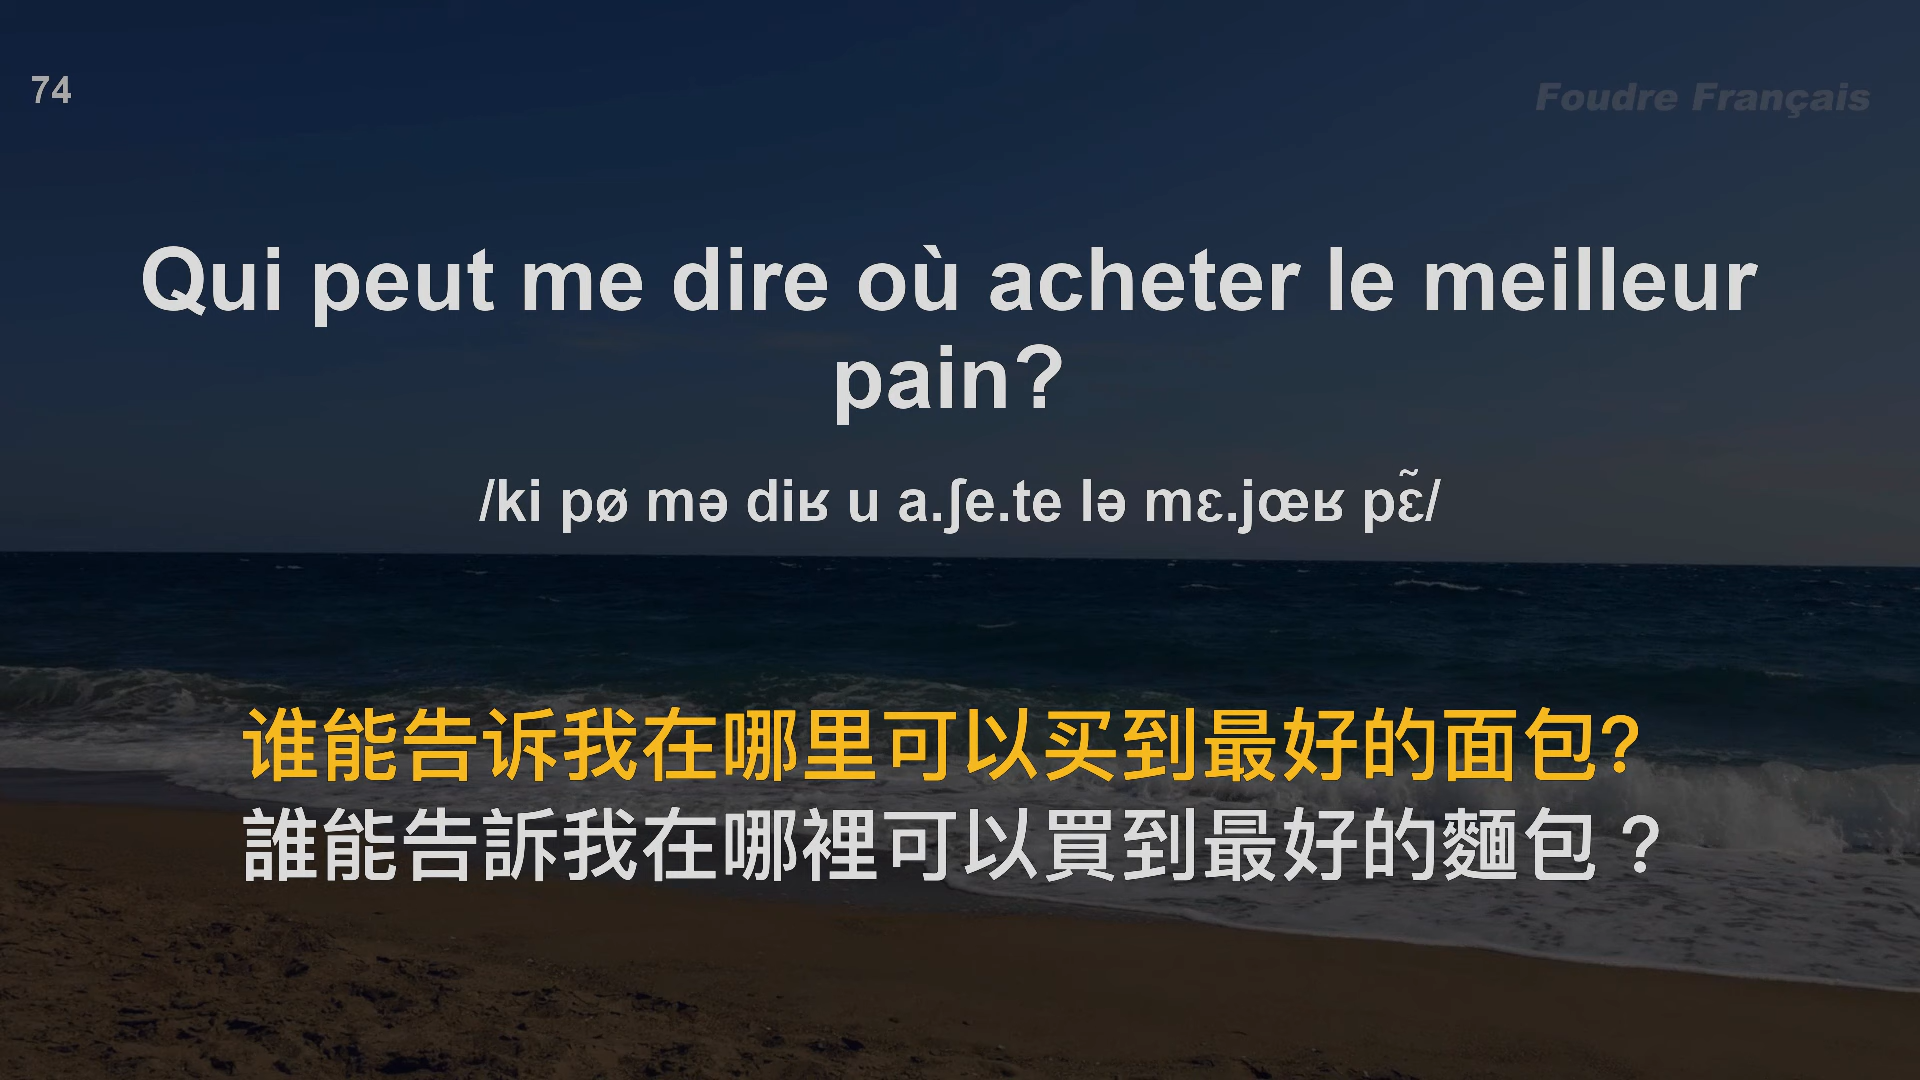 74
Foudre Français
Qui peut me dire où acheter le meilleur
pain?
/ki pø mə diʁ u a.ʃe.te lə mɛ.jœʁ pɛ̃/
谁能告诉我在哪里可以买到最好的面包?
誰能告訴我在哪裡可以買到最好的麵包？